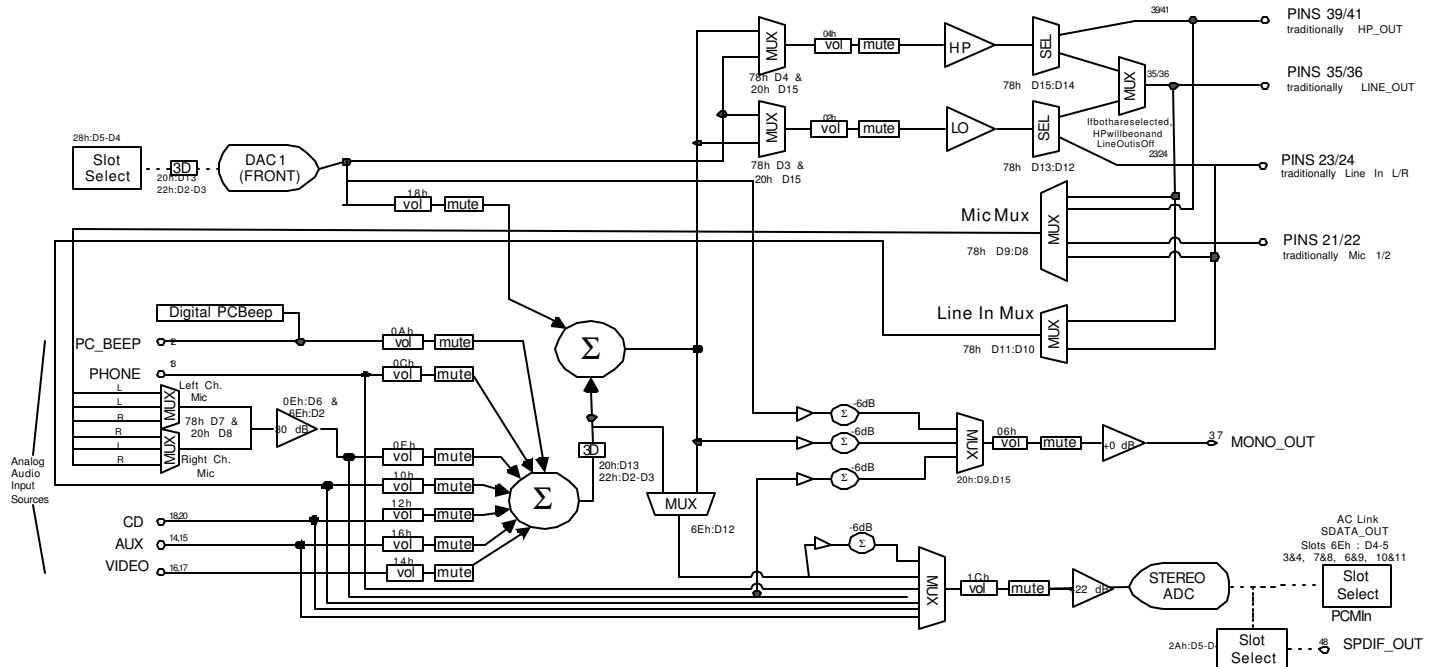 39/41
PINS 39/41
traditionally HP_OUT
MUX
04h
vol
mute
HP
SEL
78h D4 &
20h D15
78h D15:D14
MUX
35/36
PINS 35/36
traditionally LINE_OUT
MUX
02h
vol
mute
LO
SEL
Ifbothareselected,
HPwillbeonand
LineOutisOff
78h D3 &
20h D15
78h D13:D12
23/24
PINS 23/24
traditionally Line In L/R
28h:D5-D4
Slot
Select
3D
20h:D13
22h:D2-D3
DAC1
(FRONT)
18h
vol
mute
Mic Mux
78h D9:D8
MUX
PINS 21/22
traditionally Mic 1/2
Line In Mux
78h D11:D10
MUX
Digital PCBeep
PC_BEEP
2
0Ah
vol
mute
Σ
PHONE
13
0Ch
vol
mute
L
L
R
R
L
R
MUX
MUX
Left Ch.
Mic
78h D7 &
20h D8
Right Ch.
Mic
0Eh:D6 &
6Eh:D2
30 dB
0Eh
vol
mute
10h
vol
mute
12h
vol
mute
16h
vol
mute
14h
vol
mute
Analog
Audio
Input
Sources
CD
18,20
AUX
14,15
VIDEO
16,17
Σ
3D
20h:D13
22h:D2-D3
MUX
6Eh:D12
Σ
-6dB
Σ
-6dB
Σ
-6dB
MUX
20h:D9,D15
06h
vol
mute
+0 dB
37
MONO_OUT
-6dB
Σ
MUX
1Ch
vol
mute
-22 dB
STEREO
ADC
AC Link
SDATA_OUT
Slots 6Eh : D4-5
3&4, 7&8, 6&9, 10&11
Slot
Select
PCMIn
2Ah:D5-D
Slot
Select
48
SPDIF_OUT